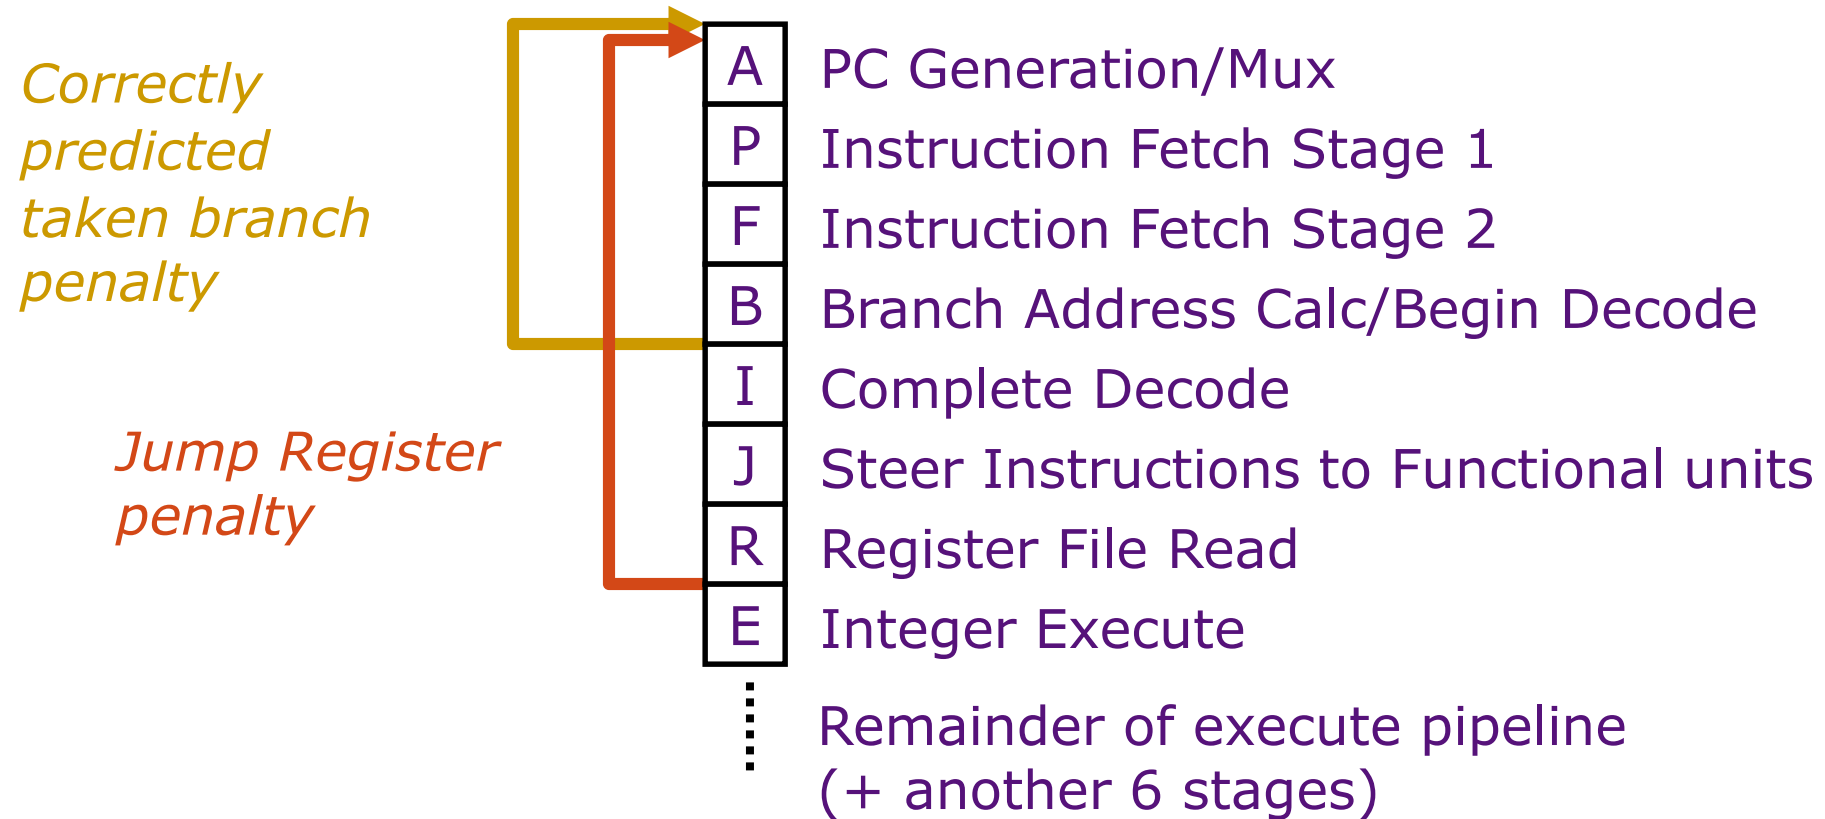 Correctly
predicted
taken branch
penalty
Jump Register
penalty
A PC Generation/Mux
P Instruction Fetch Stage 1
F Instruction Fetch Stage 2
B Branch Address Calc/Begin Decode
I Complete Decode
J Steer Instructions to Functional units
R Register File Read
E Integer Execute
Remainder of execute pipeline
(+ another 6 stages)